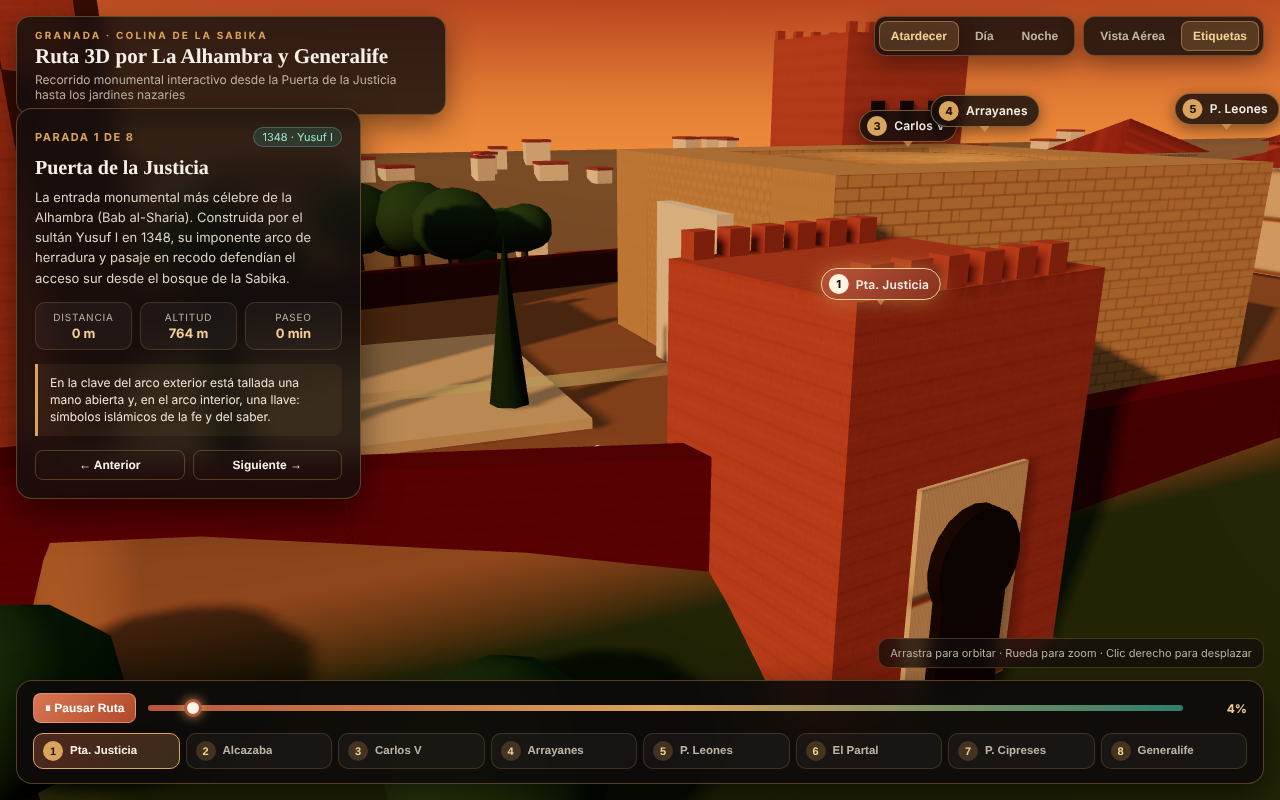 GRANADA · COLINA DE LA SABIKA
Ruta 3D por La Alhambra y Generalife
Recorrido monumental interactivo desde la Puerta de la Justicia
hasta los jardines nazaríes
Atardecer
Día
Noche
Vista Aérea
Etiquetas
PARADA 1 DE 8
1348 · Yusuf I
Puerta de la Justicia
La entrada monumental más célebre de la
Alhambra (Bab al-Sharia). Construida por el
sultán Yusuf I en 1348, su imponente arco de
herradura y pasaje en recodo defendían el
acceso sur desde el bosque de la Sabika.
DISTANCIA
0 m
ALTITUD
764 m
PASEO
0 min
En la clave del arco exterior está tallada una
mano abierta y, en el arco interior, una llave:
símbolos islámicos de la fe y del saber.
← Anterior
Siguiente →
3 Carlos V
4 Arrayanes
5 P. Leones
1 Pta. Justicia
Arrastra para orbitar · Rueda para zoom · Clic derecho para desplazar
Pausar Ruta
4%
1 Pta. Justicia
2 Alcazaba
3 Carlos V
4 Arrayanes
5 P. Leones
6 El Partal
7 P. Cipreses
8 Generalife